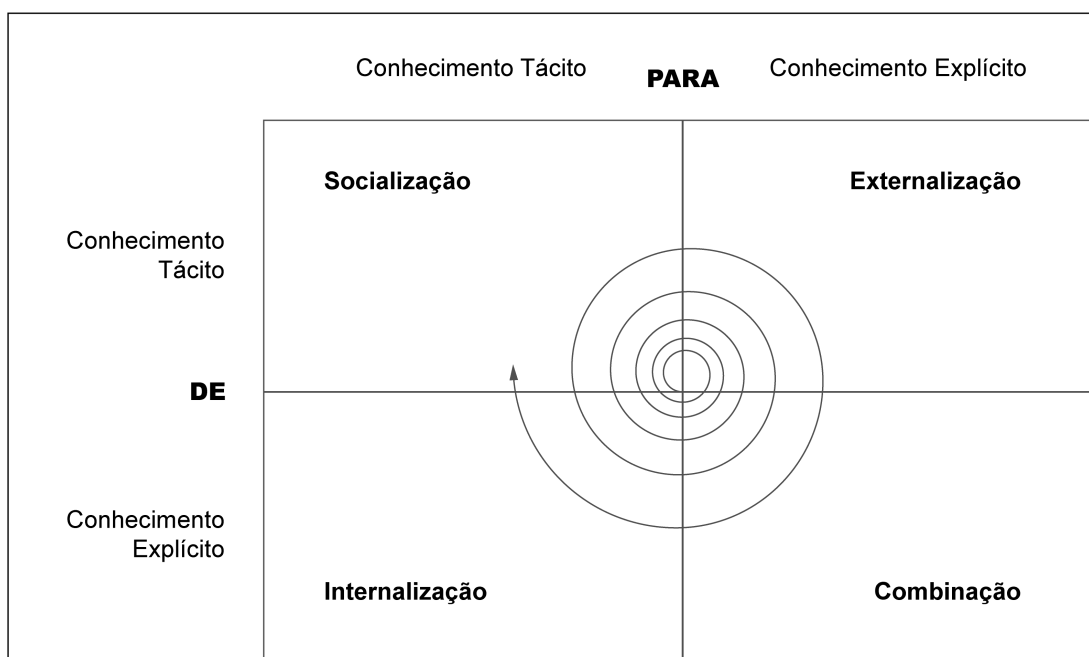 Conhecimento Tácito PARA Conhecimento Explícito
Socialização Externalização
Conhecimento
Tácito
DE
Conhecimento
Explícito
Internalização Combinação